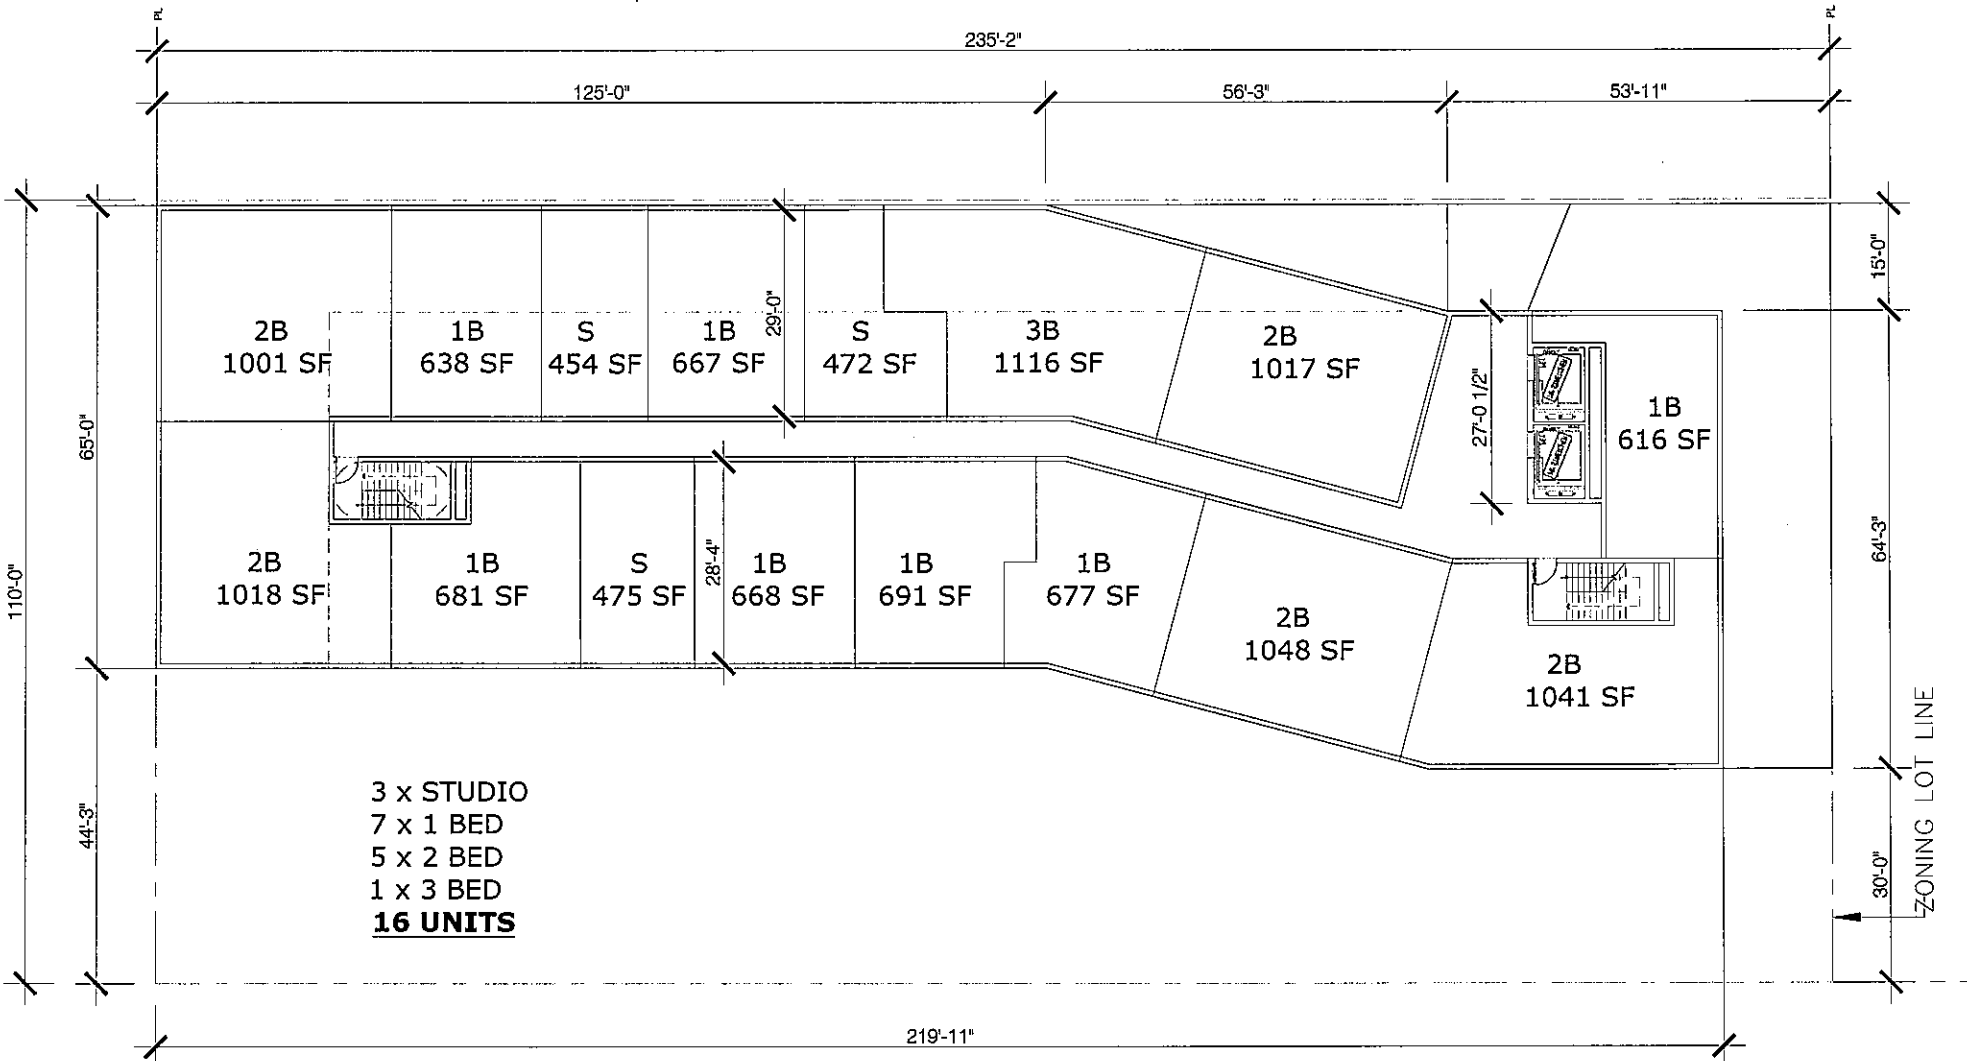 PL
PL
235'-2"
125'-0"
56'-3"
53'-11"
110'-0"
65'-0"
44'-3"
15'-0"
64'-3"
30'-0"
29'-0"
28'-4"
27'-0 1/2"
2B
1001 SF
1B
638 SF
S
454 SF
1B
667 SF
S
472 SF
3B
1116 SF
2B
1017 SF
1B
616 SF
2B
1018 SF
1B
681 SF
S
475 SF
1B
668 SF
1B
691 SF
1B
677 SF
2B
1048 SF
2B
1041 SF
3 x STUDIO
7 x 1 BED
5 x 2 BED
1 x 3 BED
16 UNITS
ZONING LOT LINE
219'-11"